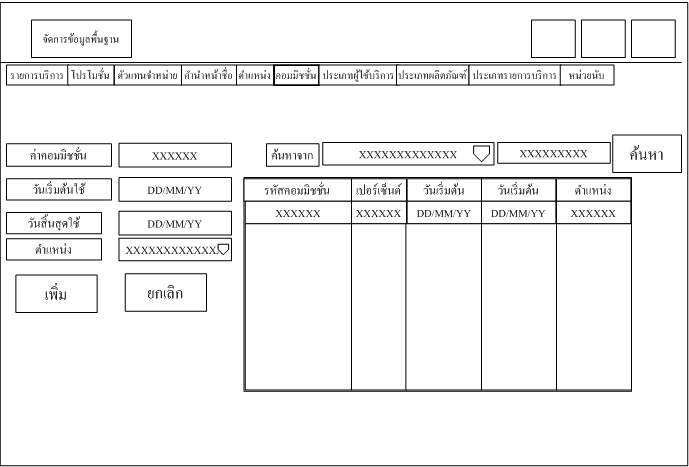 จัดการข้อมูลพื้นฐาน
รายการบริการ โปรโมชั่น ตัวแทนจำหน่าย คำนำหน้าชื่อ ตำแหน่ง คอมมิชชั่น ประเภทผู้ใช้บริการ ประเภทผลิตภัณฑ์ ประเภทรายการบริการ หน่วยนับ
ค่าคอมมิชชั่น XXXXXX ค้นหาจาก XXXXXXXXXXXXX XXXXXXXXX ค้นหา
วันเริ่มต้นใช้ DD/MM/YY รหัสคอมมิชชั่น เปอร์เซ็นต์ วันเริ่มต้น วันเริ่มต้น ตำแหน่ง
XXXXXX XXXXXX DD/MM/YY DD/MM/YY XXXXXX
วันสิ้นสุดใช้ DD/MM/YY
ตำแหน่ง XXXXXXXXXXXX
เพิ่ม ยกเลิก